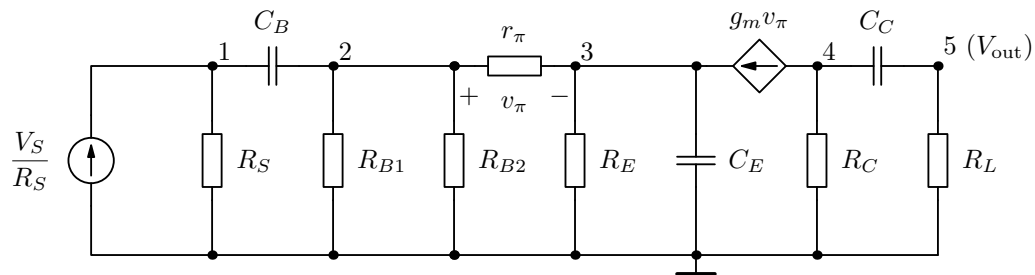 C_B
r_π
g_m v_π
C_C
1
2
3
4
5 (V_out)
+ v_π −
V_S
R_S
R_S
R_B1
R_B2
R_E
C_E
R_C
R_L